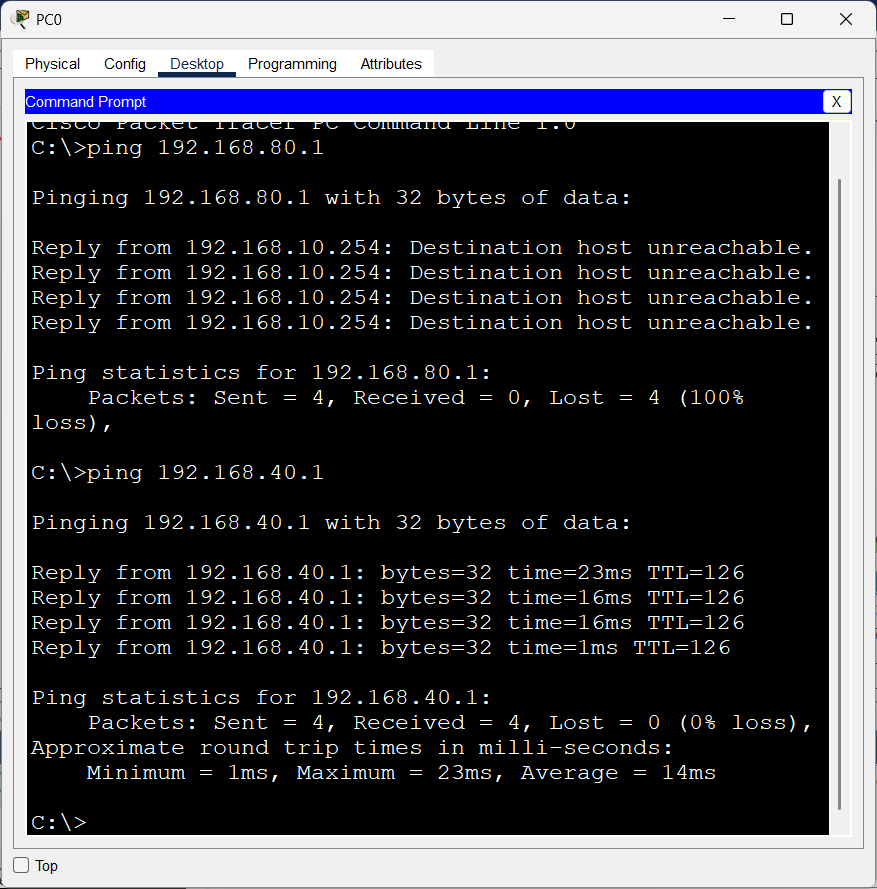 PC0
Physical Config Desktop Programming Attributes
Command Prompt X
Cisco Packet Tracer PC Command Line 1.0
C:\>ping 192.168.80.1
Pinging 192.168.80.1 with 32 bytes of data:
Reply from 192.168.10.254: Destination host unreachable.
Reply from 192.168.10.254: Destination host unreachable.
Reply from 192.168.10.254: Destination host unreachable.
Reply from 192.168.10.254: Destination host unreachable.
Ping statistics for 192.168.80.1:
    Packets: Sent = 4, Received = 0, Lost = 4 (100%
loss),
C:\>ping 192.168.40.1
Pinging 192.168.40.1 with 32 bytes of data:
Reply from 192.168.40.1: bytes=32 time=23ms TTL=126
Reply from 192.168.40.1: bytes=32 time=16ms TTL=126
Reply from 192.168.40.1: bytes=32 time=16ms TTL=126
Reply from 192.168.40.1: bytes=32 time=1ms TTL=126
Ping statistics for 192.168.40.1:
    Packets: Sent = 4, Received = 4, Lost = 0 (0% loss),
Approximate round trip times in milli-seconds:
    Minimum = 1ms, Maximum = 23ms, Average = 14ms
C:\>
Top